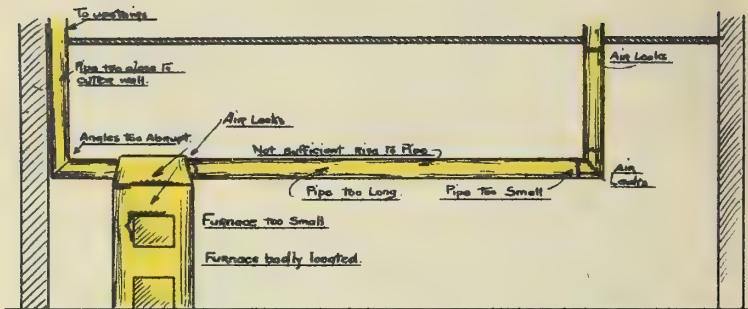 To upstairs
Pipe too close to
outer wall.
Air Leaks
Angles too Abrupt.
Air Leaks
Not sufficient Rise to Pipe
Pipe too Long.
Pipe too Small
Air
Leaks
Furnace too Small
Furnace badly located.